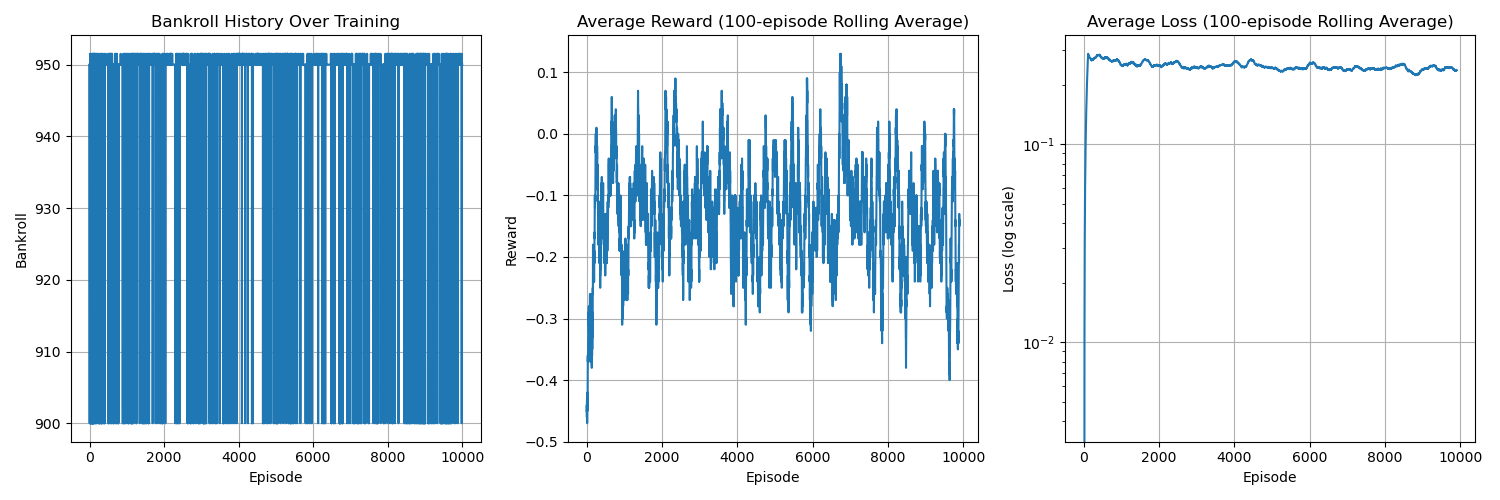 Bankroll History Over Training
Bankroll
950
940
930
920
910
900
0 2000 4000 6000 8000 10000
Episode
Average Reward (100-episode Rolling Average)
Reward
0.1
0.0
−0.1
−0.2
−0.3
−0.4
−0.5
0 2000 4000 6000 8000 10000
Episode
Average Loss (100-episode Rolling Average)
Loss (log scale)
10⁻¹
10⁻²
0 2000 4000 6000 8000 10000
Episode